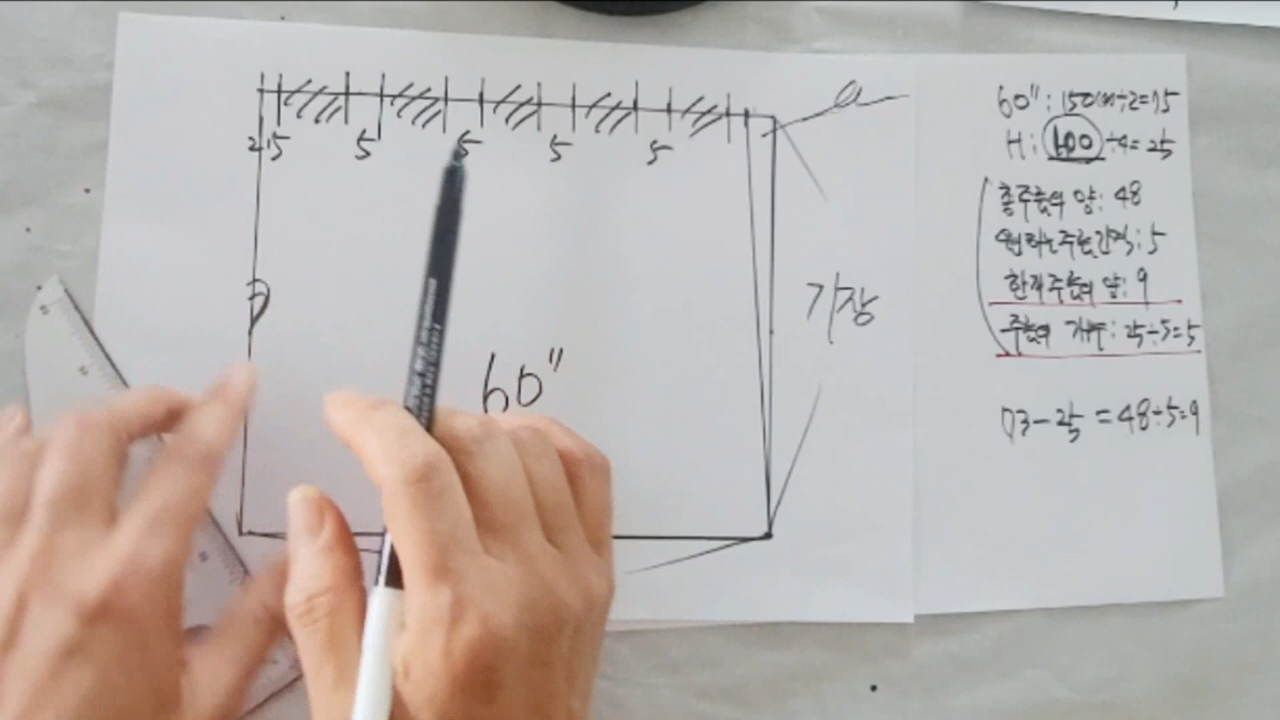 2.5 5 5 5 5
60"
기장
60": 150cm÷2=75
H: 100 ÷4=25
총주름의 양: 48
원하는주름간격: 5
한개주름의 양: 9
주름의 개수: 25÷5=5
73-25 = 48÷5=9